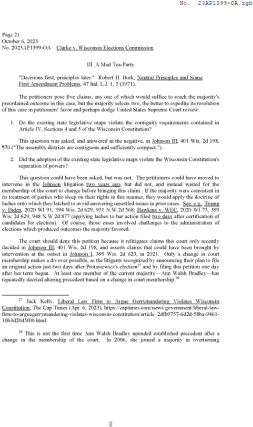 No. 23AP1399-OA.rgb
Page 21
October 6, 2023
No. 2023AP1399-OA Clarke v. Wisconsin Elections Commission
III. A Mad Tea-Party
"Decisions first, principles later." Robert H. Bork, Neutral Principles and Some
First Amendment Problems, 47 Ind. L.J. 1, 5 (1971).
The petitioners pose five claims, any one of which would suffice to reach the majority's
preordained outcome in this case, but the majority selects two, the better to expedite its resolution
of this case in petitioners' favor and perhaps dodge United States Supreme Court review:
1. Do the existing state legislative maps violate the contiguity requirements contained in
Article IV, Sections 4 and 5 of the Wisconsin Constitution?
This question was asked, and answered in the negative, in Johnson III, 401 Wis. 2d 198,
¶70 ("The assembly districts are contiguous and sufficiently compact.").
2. Did the adoption of the existing state legislative maps violate the Wisconsin Constitution's
separation of powers?
This question could have been asked, but was not. The petitioners could have moved to
intervene in the Johnson litigation two years ago, but did not, and instead waited for the
membership of the court to change before bringing this claim. If the majority were consistent in
its treatment of parties who sleep on their rights in this manner, they would apply the doctrine of
laches onto which they latched to avoid answering unsettled issues in prior cases. See, e.g., Trump
v. Biden, 2020 WI 91, 394 Wis. 2d 629, 951 N.W.2d 568; Hawkins v. WEC, 2020 WI 75, 393
Wis. 2d 629, 948 N.W.2d 877 (applying laches to bar action filed two days after certification of
candidates for election). Of course, those cases involved challenges to the administration of
elections which produced outcomes the majority favored.
The court should deny this petition because it relitigates claims this court only recently
decided in Johnson III, 401 Wis. 2d 198, and asserts claims that could have been brought by
intervention at the outset in Johnson I, 399 Wis. 2d 623, in 2021. Only a change in court
membership makes a do-over possible, as the litigants recognized by announcing their plan to file
an original action just two days after Protasiewicz's election and by filing this petition one day
after her term began. At least one member of the current majority—Ann Walsh Bradley—has
repeatedly decried altering precedent based on a change in court membership.
27 Jack Kelly, Liberal Law Firm to Argue Gerrymandering Violates Wisconsin
Constitution, The Cap Times (Apr. 6, 2023), https://captimes.com/news/government/liberal-law-
28 This is not the first time Ann Walsh Bradley upended established precedent after a
change in the membership of the court. In 2006, she joined a majority in overturning